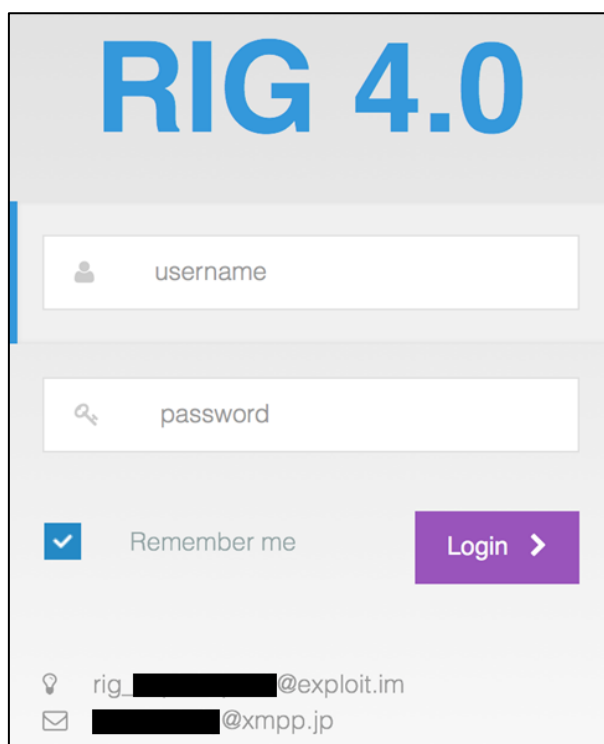 RIG 4.0
username
password
Remember me
Login
rig_@exploit.im
@xmpp.jp